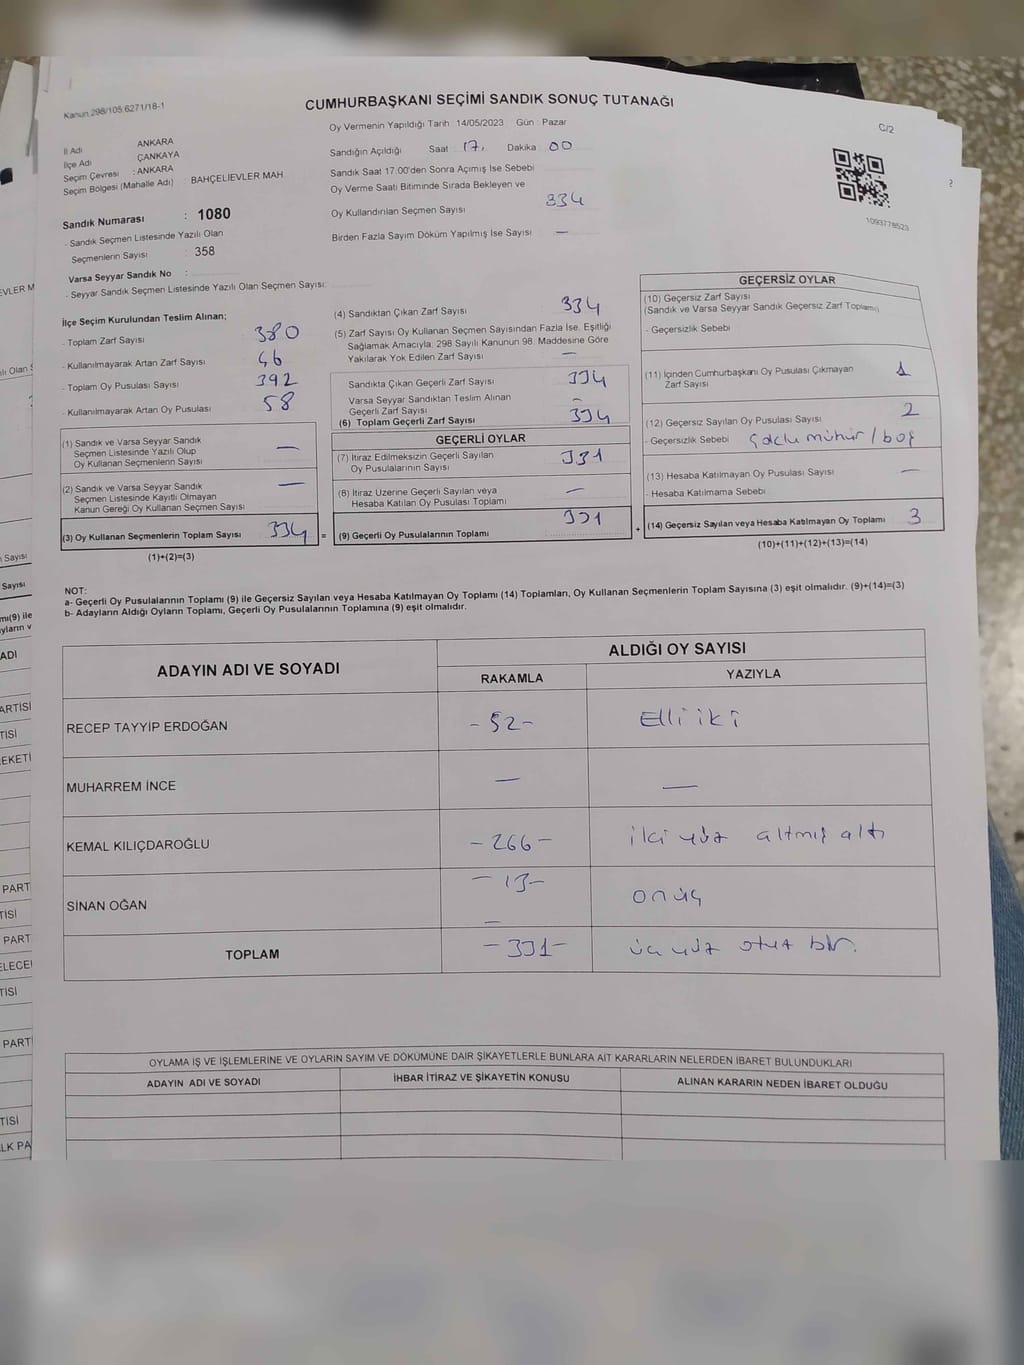 Kanun 298/105.6271/18-1
CUMHURBAŞKANI SEÇİMİ SANDIK SONUÇ TUTANAĞI
C/2
Oy Vermenin Yapıldığı Tarih 14/05/2023 Gün : Pazar
İl Adı ANKARA
İlçe Adı ÇANKAYA
Seçim Çevresi : ANKARA
Seçim Bölgesi (Mahalle Adı) : BAHÇELİEVLER MAH
Sandığın Açıldığı Saat 17. Dakika 00
Sandık Saat 17:00'den Sonra Açımış İse Sebebi
Oy Verme Saati Bitiminde Sırada Bekleyen ve
Oy Kullandırılan Seçmen Sayısı 334
Birden Fazla Sayım Döküm Yapılmış İse Sayısı —
1093778523
Sandık Numarası : 1080
- Sandık Seçmen Listesinde Yazılı Olan
Seçmenlerin Sayısı : 358
Varsa Seyyar Sandık No :
- Seyyar Sandık Seçmen Listesinde Yazılı Olan Seçmen Sayısı:
İlçe Seçim Kurulundan Teslim Alınan;
- Toplam Zarf Sayısı 380
- Kullanılmayarak Artan Zarf Sayısı 46
- Toplam Oy Pusulası Sayısı 392
- Kullanılmayarak Artan Oy Pusulası 58
(1) Sandık ve Varsa Seyyar Sandık
Seçmen Listesinde Yazılı Olup
Oy Kullanan Seçmenlerin Sayısı —
(2) Sandık ve Varsa Seyyar Sandık
Seçmen Listesinde Kayıtlı Olmayan
Kanun Gereği Oy Kullanan Seçmen Sayısı —
(3) Oy Kullanan Seçmenlerin Toplam Sayısı 334 =
(1)+(2)=(3)
(4) Sandıktan Çıkan Zarf Sayısı 334
(5) Zarf Sayısı Oy Kullanan Seçmen Sayısından Fazla İse. Eşitliği
Sağlamak Amacıyla; 298 Sayılı Kanunun 98. Maddesine Göre
Yakılarak Yok Edilen Zarf Sayısı —
Sandıkta Çıkan Geçerli Zarf Sayısı 334
Varsa Seyyar Sandıktan Teslim Alınan
Geçerli Zarf Sayısı —
(6) Toplam Geçerli Zarf Sayısı 334
GEÇERLİ OYLAR
(7) İtiraz Edilmeksizin Geçerli Sayılan
Oy Pusulalarının Sayısı 331
(8) İtiraz Üzerine Geçerli Sayılan veya
Hesaba Katılan Oy Pusulası Toplamı —
(9) Geçerli Oy Pusulalarının Toplamı 331 +
GEÇERSİZ OYLAR
(10) Geçersiz Zarf Sayısı
(Sandık ve Varsa Seyyar Sandık Geçersiz Zarf Toplamı)
- Geçersizlik Sebebi
(11) İçinden Cumhurbaşkanı Oy Pusulası Çıkmayan
Zarf Sayısı 1
(12) Geçersiz Sayılan Oy Pusulası Sayısı 2
- Geçersizlik Sebebi Çoklu mühür / boş
(13) Hesaba Katılmayan Oy Pusulası Sayısı —
- Hesaba Katılmama Sebebi
(14) Geçersiz Sayılan veya Hesaba Katılmayan Oy Toplamı 3
(10)+(11)+(12)+(13)=(14)
NOT:
a- Geçerli Oy Pusulalarının Toplamı (9) ile Geçersiz Sayılan veya Hesaba Katılmayan Oy Toplamı (14) Toplamları, Oy Kullanan Seçmenlerin Toplam Sayısına (3) eşit olmalıdır. (9)+(14)=(3)
b- Adayların Aldığı Oyların Toplamı, Geçerli Oy Pusulalarının Toplamına (9) eşit olmalıdır.
ADAYIN ADI VE SOYADI
ALDIĞI OY SAYISI
RAKAMLA YAZIYLA
RECEP TAYYİP ERDOĞAN -52- Elli iki
MUHARREM İNCE — —
KEMAL KILIÇDAROĞLU -266- iki yüz altmış altı
SİNAN OĞAN -13- onüç
TOPLAM -331- üç yüz otuz bir.
OYLAMA İŞ VE İŞLEMLERİNE VE OYLARIN SAYIM VE DÖKÜMÜNE DAİR ŞİKAYETLERLE BUNLARA AİT KARARLARIN NELERDEN İBARET BULUNDUKLARI
ADAYIN ADI VE SOYADI İHBAR İTİRAZ VE ŞİKAYETİN KONUSU ALINAN KARARIN NEDEN İBARET OLDUĞU